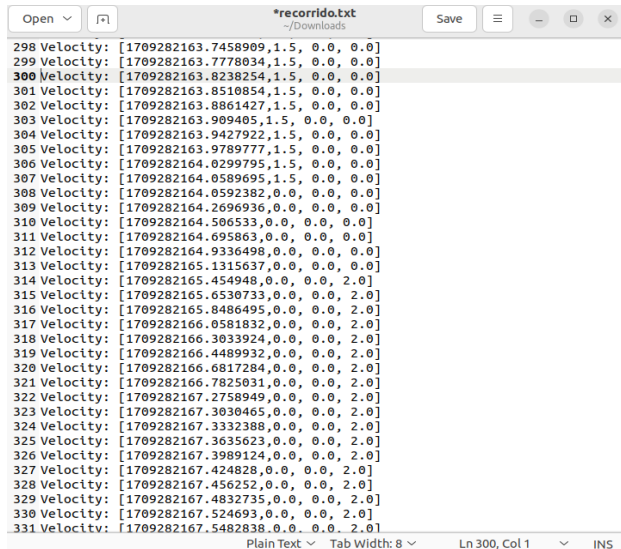 Open
*recorrido.txt
~/Downloads
Save
298 Velocity: [1709282163.7458909,1.5, 0.0, 0.0]
299 Velocity: [1709282163.7778034,1.5, 0.0, 0.0]
300 Velocity: [1709282163.8238254,1.5, 0.0, 0.0]
301 Velocity: [1709282163.8510854,1.5, 0.0, 0.0]
302 Velocity: [1709282163.8861427,1.5, 0.0, 0.0]
303 Velocity: [1709282163.909405,1.5, 0.0, 0.0]
304 Velocity: [1709282163.9427922,1.5, 0.0, 0.0]
305 Velocity: [1709282163.9789777,1.5, 0.0, 0.0]
306 Velocity: [1709282164.0299795,1.5, 0.0, 0.0]
307 Velocity: [1709282164.0589695,1.5, 0.0, 0.0]
308 Velocity: [1709282164.0592382,0.0, 0.0, 0.0]
309 Velocity: [1709282164.2696936,0.0, 0.0, 0.0]
310 Velocity: [1709282164.506533,0.0, 0.0, 0.0]
311 Velocity: [1709282164.695863,0.0, 0.0, 0.0]
312 Velocity: [1709282164.9336498,0.0, 0.0, 0.0]
313 Velocity: [1709282165.1315637,0.0, 0.0, 0.0]
314 Velocity: [1709282165.454948,0.0, 0.0, 2.0]
315 Velocity: [1709282165.6530733,0.0, 0.0, 2.0]
316 Velocity: [1709282165.8486495,0.0, 0.0, 2.0]
317 Velocity: [1709282166.0581832,0.0, 0.0, 2.0]
318 Velocity: [1709282166.3033924,0.0, 0.0, 2.0]
319 Velocity: [1709282166.4489932,0.0, 0.0, 2.0]
320 Velocity: [1709282166.6817284,0.0, 0.0, 2.0]
321 Velocity: [1709282166.7825031,0.0, 0.0, 2.0]
322 Velocity: [1709282167.2758949,0.0, 0.0, 2.0]
323 Velocity: [1709282167.3030465,0.0, 0.0, 2.0]
324 Velocity: [1709282167.3332388,0.0, 0.0, 2.0]
325 Velocity: [1709282167.3635623,0.0, 0.0, 2.0]
326 Velocity: [1709282167.3989124,0.0, 0.0, 2.0]
327 Velocity: [1709282167.424828,0.0, 0.0, 2.0]
328 Velocity: [1709282167.456252,0.0, 0.0, 2.0]
329 Velocity: [1709282167.4832735,0.0, 0.0, 2.0]
330 Velocity: [1709282167.524693,0.0, 0.0, 2.0]
331 Velocity: [1709282167.5482838,0.0, 0.0, 2.0]
Plain Text Tab Width: 8 Ln 300, Col 1 INS